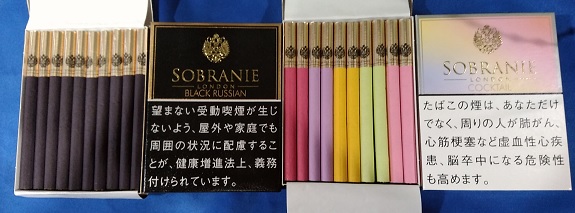 SOBRANIE
LONDON
BLACK RUSSIAN
望まない受動喫煙が生じ
ないよう、屋外や家庭でも
周囲の状況に配慮するこ
とが、健康増進法上、義務
付けられています。
SOBRANIE
LONDON
COCKTAIL
たばこの煙は、あなただけ
でなく、周りの人が肺がん、
心筋梗塞など虚血性心疾
患、脳卒中になる危険性
も高めます。